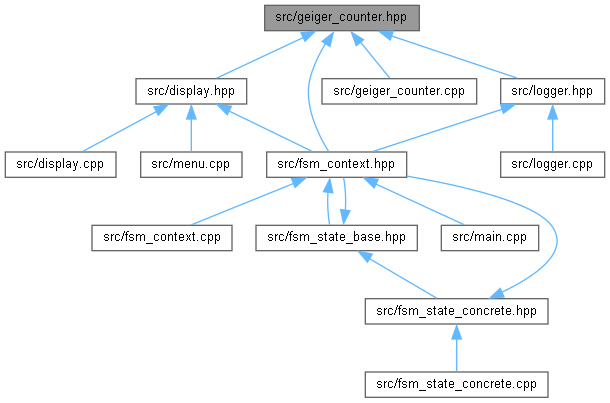 src/geiger_counter.hpp
src/display.hpp
src/geiger_counter.cpp
src/logger.hpp
src/display.cpp
src/menu.cpp
src/fsm_context.hpp
src/logger.cpp
src/fsm_context.cpp
src/fsm_state_base.hpp
src/main.cpp
src/fsm_state_concrete.hpp
src/fsm_state_concrete.cpp